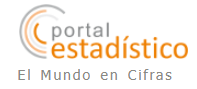 portal
estadístico
El Mundo en Cifras